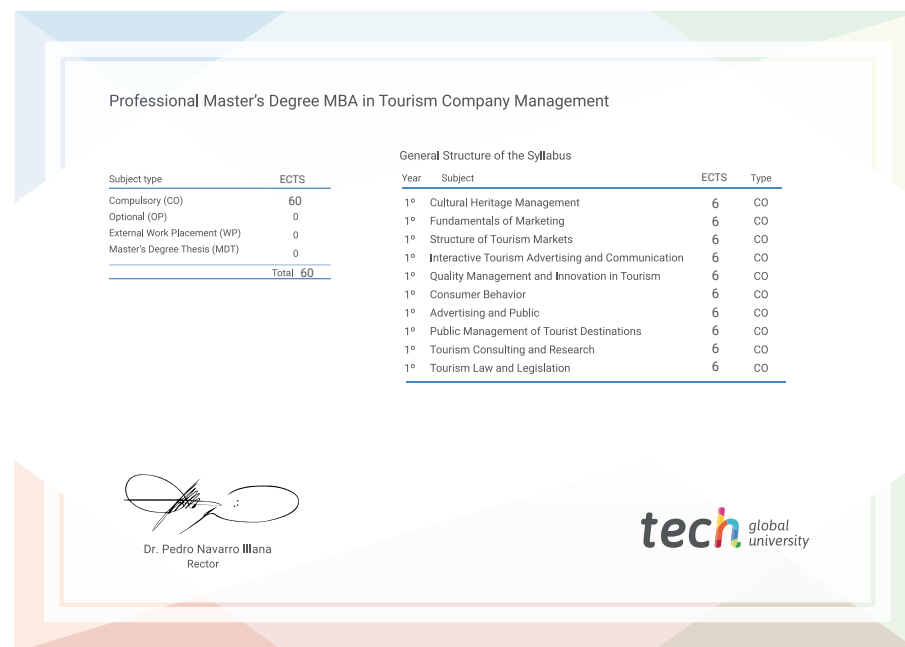 Professional Master's Degree MBA in Tourism Company Management
Subject type ECTS
Compulsory (CO) 60
Optional (OP) 0
External Work Placement (WP) 0
Master's Degree Thesis (MDT) 0
Total 60
General Structure of the Syllabus
Year Subject ECTS Type
1º Cultural Heritage Management 6 CO
1º Fundamentals of Marketing 6 CO
1º Structure of Tourism Markets 6 CO
1º Interactive Tourism Advertising and Communication 6 CO
1º Quality Management and Innovation in Tourism 6 CO
1º Consumer Behavior 6 CO
1º Advertising and Public 6 CO
1º Public Management of Tourist Destinations 6 CO
1º Tourism Consulting and Research 6 CO
1º Tourism Law and Legislation 6 CO
Dr. Pedro Navarro Illana
Rector
tech global
university